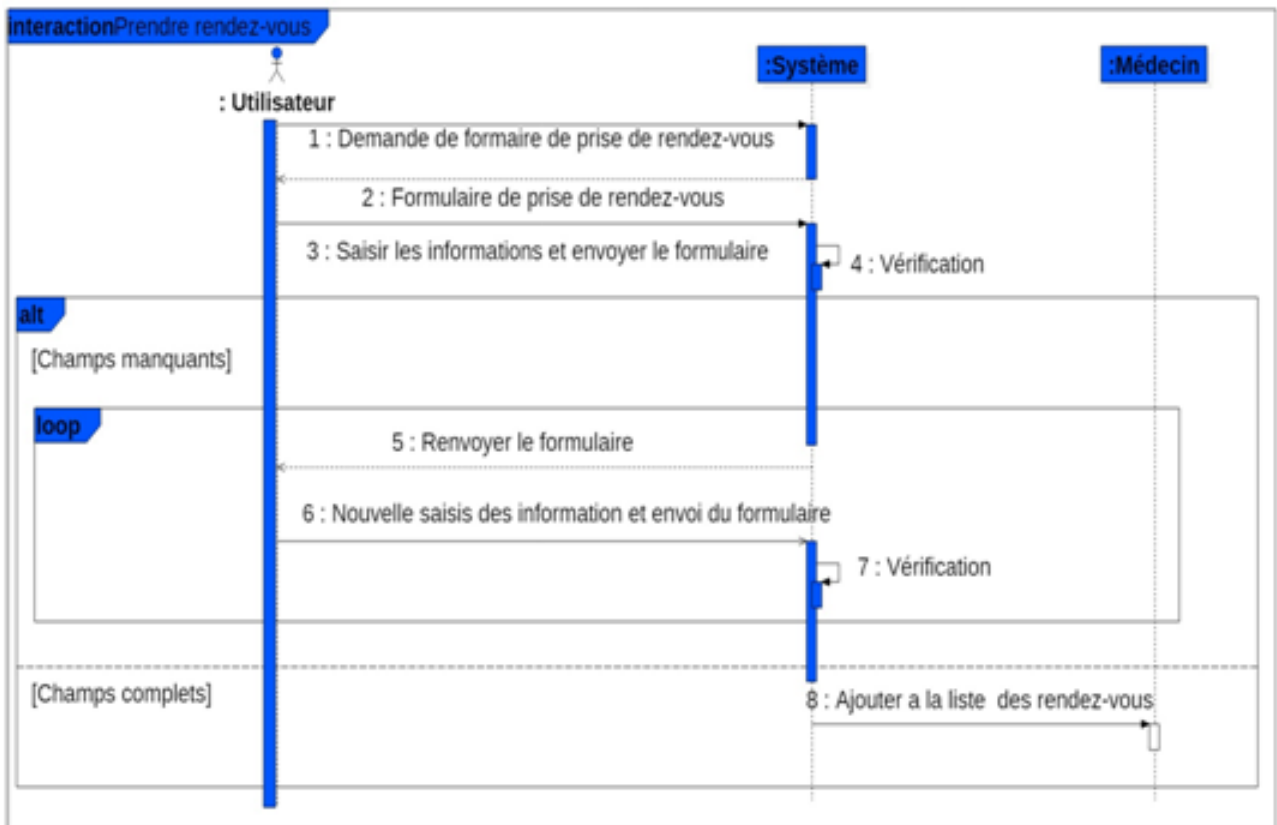 interactionPrendre rendez-vous
: Utilisateur
:Système
:Médecin
1 : Demande de formaire de prise de rendez-vous
2 : Formulaire de prise de rendez-vous
3 : Saisir les informations et envoyer le formulaire
4 : Vérification
alt
[Champs manquants]
loop
5 : Renvoyer le formulaire
6 : Nouvelle saisis des information et envoi du formulaire
7 : Vérification
[Champs complets]
8 : Ajouter a la liste des rendez-vous